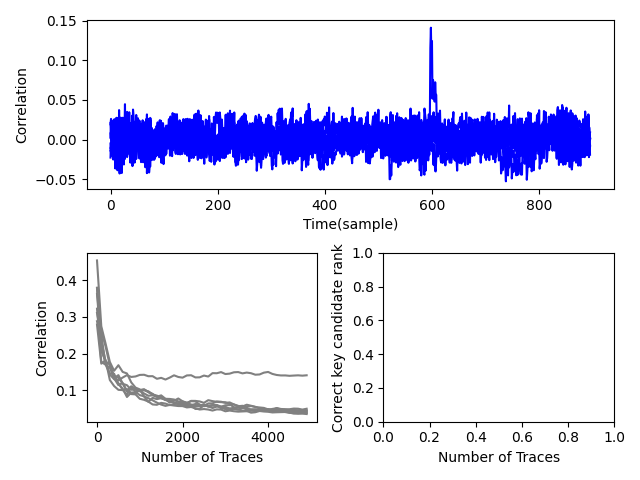 0.15
0.10
0.05
0.00
−0.05
Correlation
0 200 400 600 800
Time(sample)
0.4
0.3
0.2
0.1
Correlation
0 2000 4000
Number of Traces
1.0
0.8
0.6
0.4
0.2
0.0
Correct key candidate rank
0.0 0.2 0.4 0.6 0.8 1.0
Number of Traces